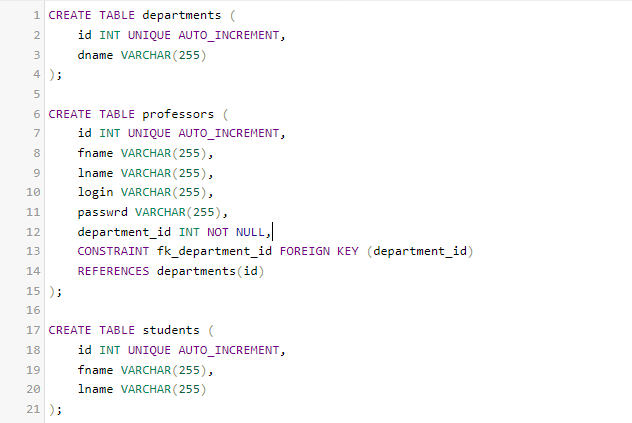 1 CREATE TABLE departments (
2     id INT UNIQUE AUTO_INCREMENT,
3     dname VARCHAR(255)
4 );
5
6 CREATE TABLE professors (
7     id INT UNIQUE AUTO_INCREMENT,
8     fname VARCHAR(255),
9     lname VARCHAR(255),
10     login VARCHAR(255),
11     passwrd VARCHAR(255),
12     department_id INT NOT NULL,
13     CONSTRAINT fk_department_id FOREIGN KEY (department_id)
14     REFERENCES departments(id)
15 );
16
17 CREATE TABLE students (
18     id INT UNIQUE AUTO_INCREMENT,
19     fname VARCHAR(255),
20     lname VARCHAR(255)
21 );